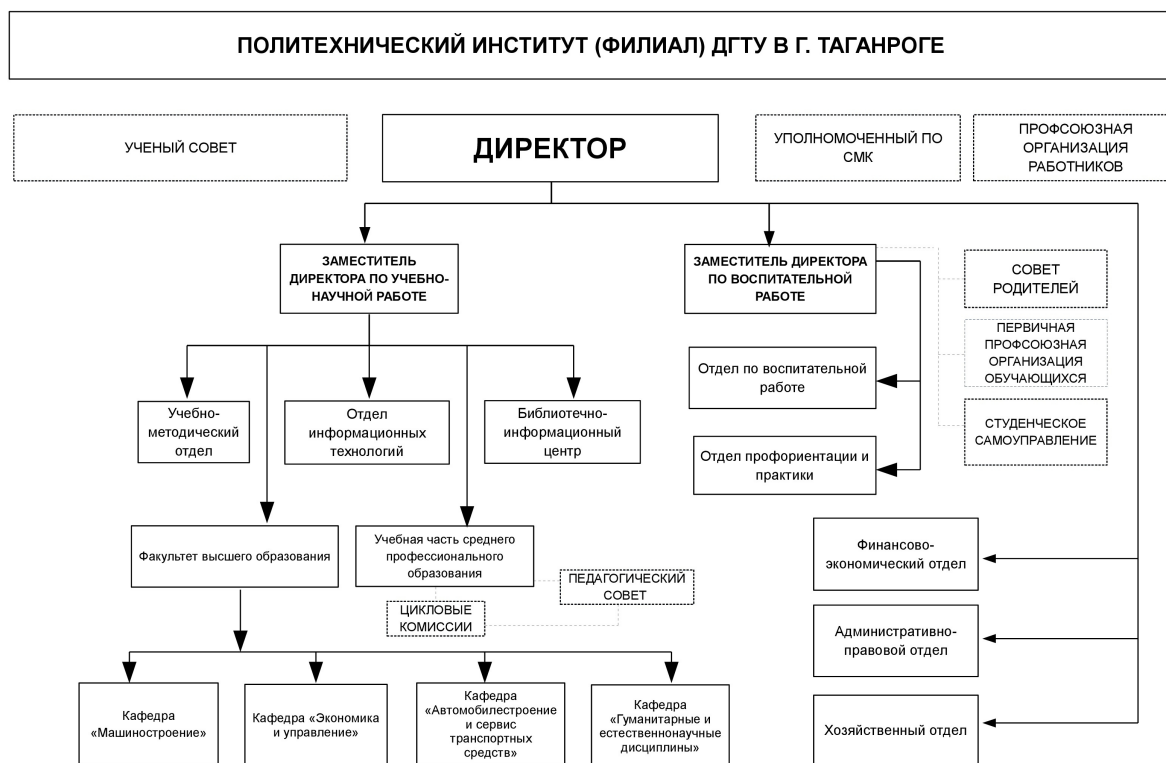 ПОЛИТЕХНИЧЕСКИЙ ИНСТИТУТ (ФИЛИАЛ) ДГТУ В Г. ТАГАНРОГЕ
УЧЕНЫЙ СОВЕТ
ДИРЕКТОР
УПОЛНОМОЧЕННЫЙ ПО
СМК
ПРОФСОЮЗНАЯ
ОРГАНИЗАЦИЯ
РАБОТНИКОВ
ЗАМЕСТИТЕЛЬ
ДИРЕКТОРА ПО УЧЕБНО-
НАУЧНОЙ РАБОТЕ
ЗАМЕСТИТЕЛЬ ДИРЕКТОРА
ПО ВОСПИТАТЕЛЬНОЙ
РАБОТЕ
СОВЕТ
РОДИТЕЛЕЙ
ПЕРВИЧНАЯ
ПРОФСОЮЗНАЯ
ОРГАНИЗАЦИЯ
ОБУЧАЮЩИХСЯ
СТУДЕНЧЕСКОЕ
САМОУПРАВЛЕНИЕ
Отдел по воспитательной
работе
Отдел профориентации и
практики
Учебно-
методический
отдел
Отдел
информационных
технологий
Библиотечно-
информационный
центр
Факультет высшего образования
Учебная часть среднего
профессионального
образования
ПЕДАГОГИЧЕСКИЙ
СОВЕТ
ЦИКЛОВЫЕ
КОМИССИИ
Финансово-
экономический отдел
Административно-
правовой отдел
Хозяйственный отдел
Кафедра
«Машиностроение»
Кафедра «Экономика
и управление»
Кафедра
«Автомобилестроение
и сервис
транспортных
средств»
Кафедра
«Гуманитарные и
естественнонаучные
дисциплины»